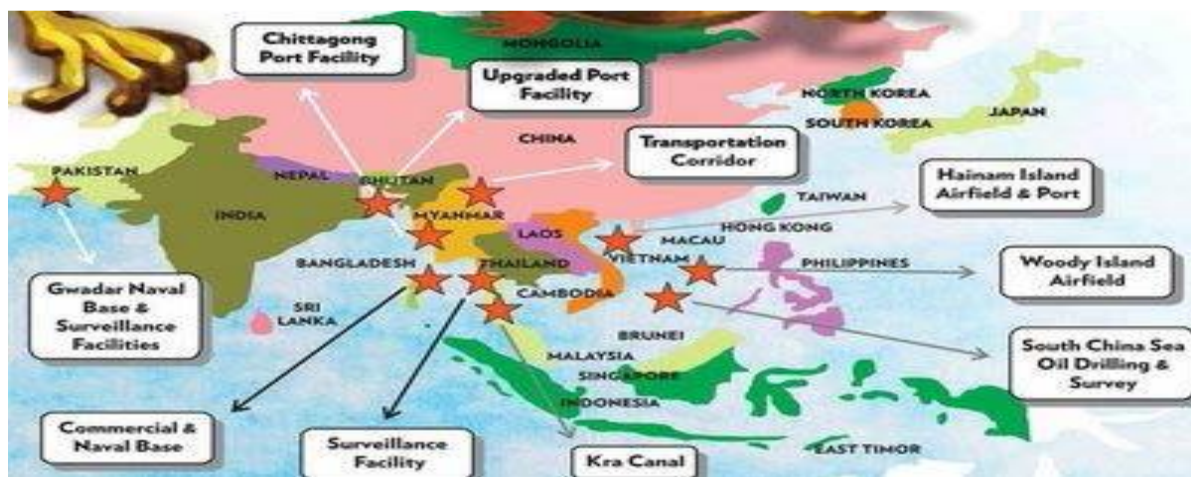 Chittagong
Port Facility
MONGOLIA
Upgraded Port
Facility
NORTH KOREA
JAPAN
SOUTH KOREA
CHINA
Transportation
Corridor
PAKISTAN
NEPAL
BHUTAN
Hainam Island
Airfield & Port
TAIWAN
INDIA
MYANMAR
LAOS
HONG KONG
MACAU
BANGLADESH
THAILAND
VIETNAM
PHILIPPINES
Woody Island
Airfield
Gwadar Naval
Base &
Surveillance
Facilities
CAMBODIA
SRI
LANKA
BRUNEI
MALAYSIA
South China Sea
Oil Drilling &
Survey
SINGAPORE
INDONESIA
Commercial &
Naval Base
Surveillance
Facility
Kra Canal
EAST TIMOR